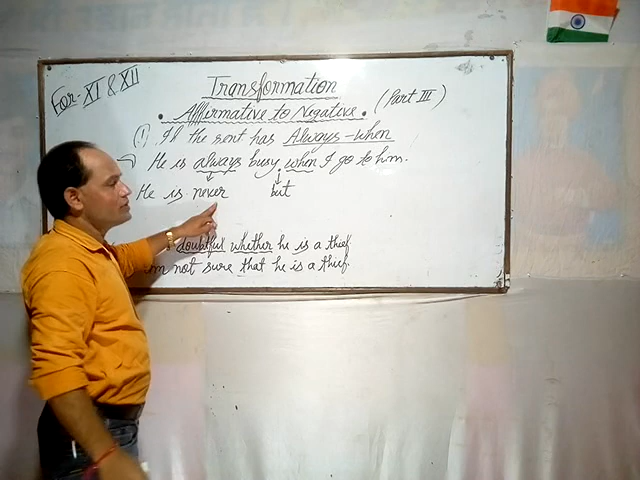 For - XI & XII
Transformation
• Affirmative to Negative • (Part III)
(1) If the sent has Always - when
→ He is always busy when I go to him.
He is never but
doubtful whether he is a thief
not sure that he is a thief.